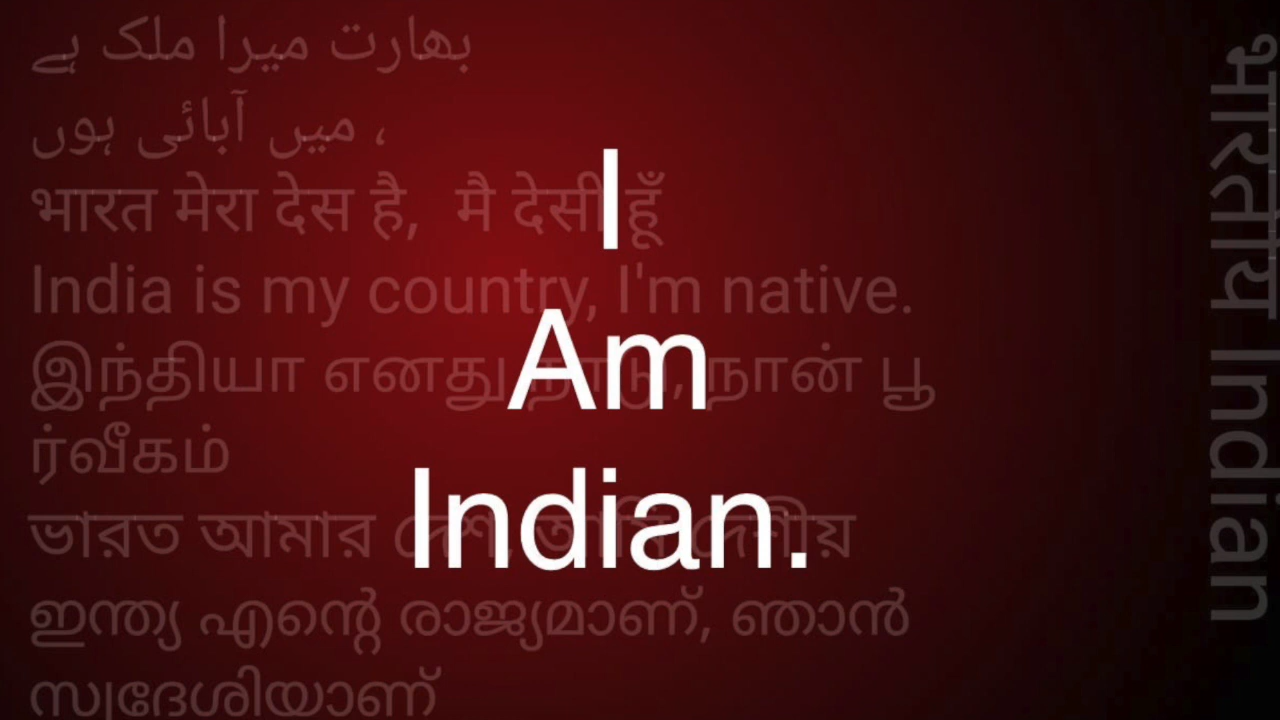 بھارت میرا ملک ہے
، میں آبائی ہوں
भारत मेरा देस है, मै देसी हूँ
India is my country, I'm native.
இந்தியா எனது நாடு, நான் பூ
ர்வீகம்
ভারত আমার দেশ, আমি দেশীয়
ഇന്ത്യ എന്റെ രാജ്യമാണ്, ഞാൻ
സ്വദേശിയാണ്
I
Am
Indian.
भारतीय Indian